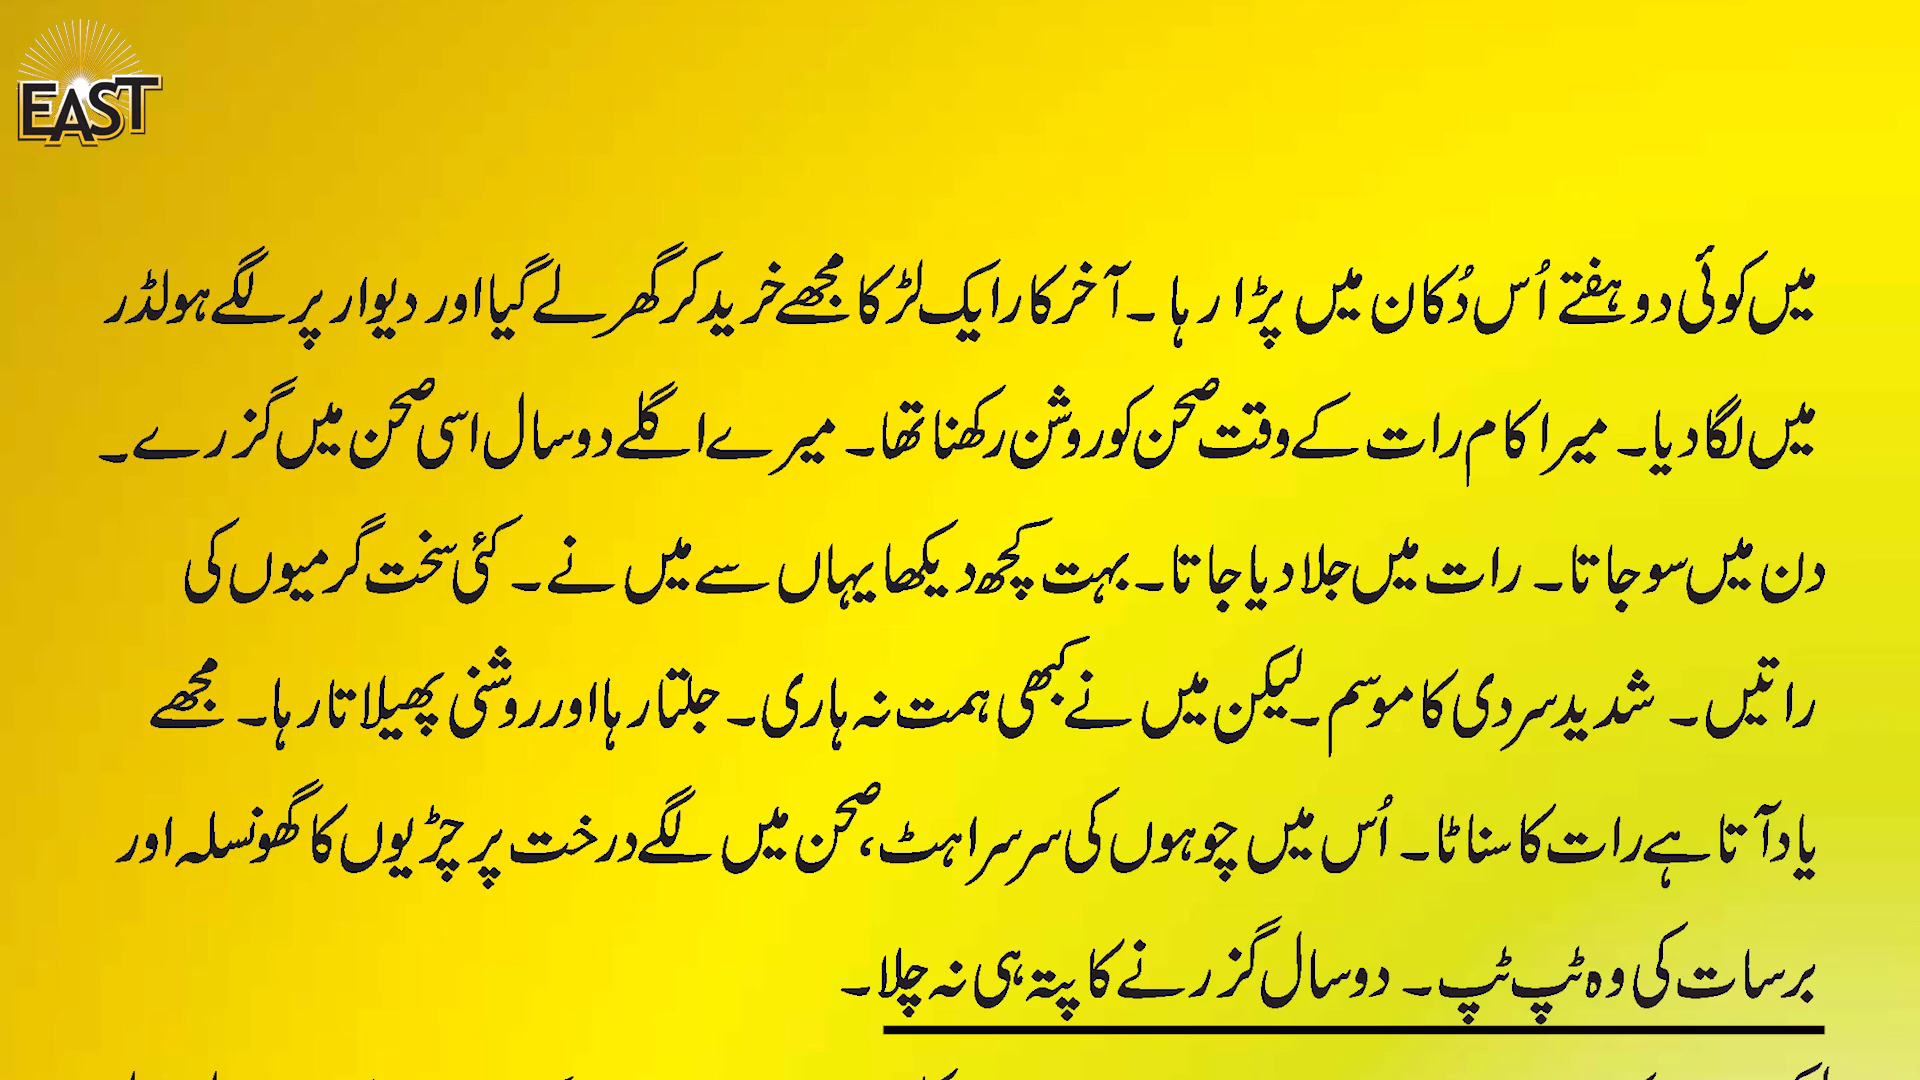 EAST
میں کوئی دو ہفتے اُس دُکان میں پڑا رہا۔ آخر کار ایک لڑکا مجھے خرید کر گھر لے گیا اور دیوار پر لگے ہولڈر
میں لگا دیا۔ میرا کام رات کے وقت صحن کو روشن رکھنا تھا۔ میرے اگلے دو سال اسی صحن میں گزرے۔
دن میں سو جاتا۔ رات میں جلا دیا جاتا۔ بہت کچھ دیکھا یہاں سے میں نے۔ کئی سخت گرمیوں کی
راتیں۔ شدید سردی کا موسم۔ لیکن میں نے کبھی ہمت نہ ہاری۔ جلتا رہا اور روشنی پھیلاتا رہا۔ مجھے
یاد آتا ہے رات کا سناٹا۔ اُس میں چوہوں کی سرسراہٹ، صحن میں لگے درخت پر چڑیوں کا گھونسلہ اور
برسات کی وہ ٹپ ٹپ۔ دو سال گزرنے کا پتہ ہی نہ چلا۔